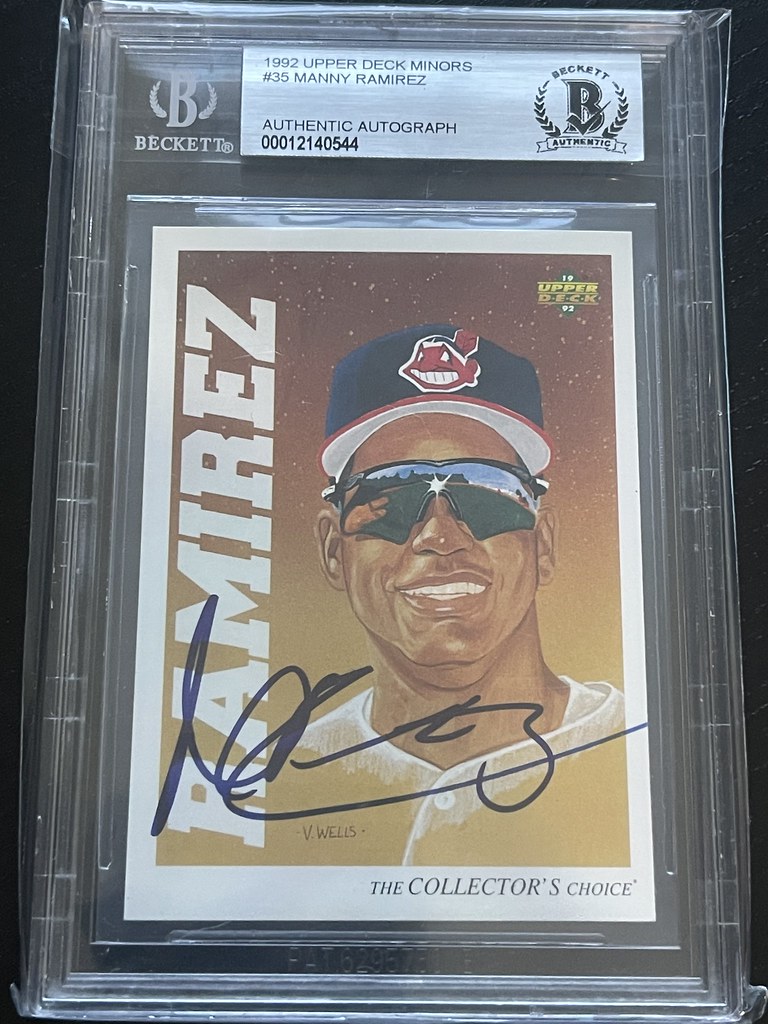 1992 UPPER DECK MINORS
#35 MANNY RAMIREZ
AUTHENTIC AUTOGRAPH
00012140544
B
BECKETT®
BECKETT
B
AUTHENTIC
19
UPPER
D·E·C·K
92
RAMIREZ
-V. WELLS-
THE COLLECTOR'S CHOICE